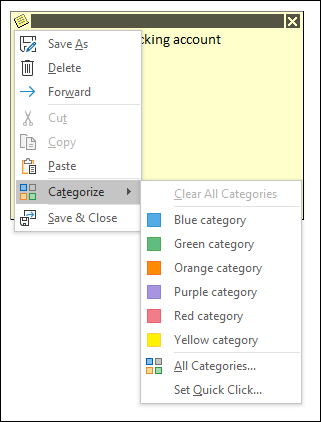 Save As
cking account
Delete
Forward
Cut
Copy
Paste
Categorize
Save & Close
Clear All Categories
Blue category
Green category
Orange category
Purple category
Red category
Yellow category
All Categories...
Set Quick Click...